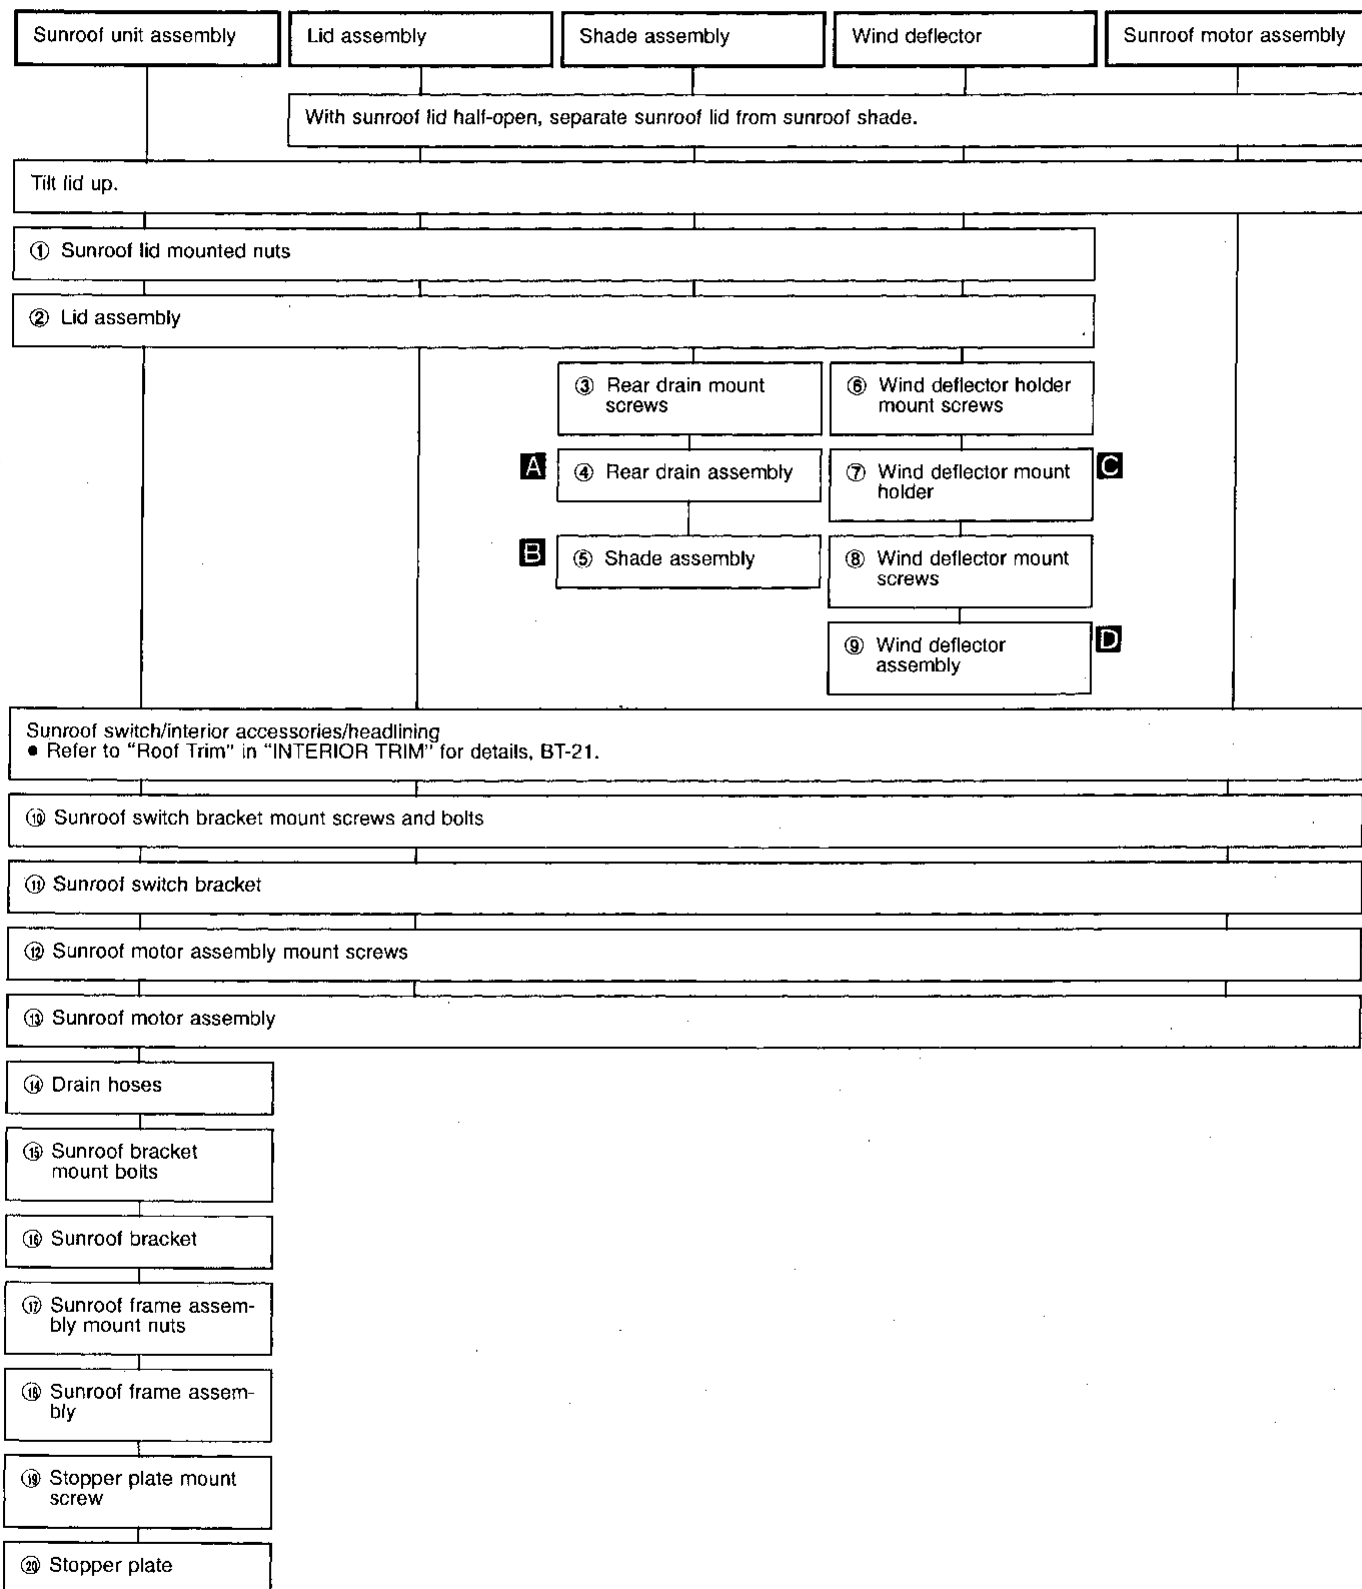 Sunroof unit assembly
Lid assembly
Shade assembly
Wind deflector
Sunroof motor assembly
With sunroof lid half-open, separate sunroof lid from sunroof shade.
Tilt lid up.
① Sunroof lid mounted nuts
② Lid assembly
③ Rear drain mount
screws
⑥ Wind deflector holder
mount screws
A
④ Rear drain assembly
⑦ Wind deflector mount
holder
C
B
⑤ Shade assembly
⑧ Wind deflector mount
screws
⑨ Wind deflector
assembly
D
Sunroof switch/interior accessories/headlining
● Refer to “Roof Trim” in “INTERIOR TRIM” for details, BT-21.
⑩ Sunroof switch bracket mount screws and bolts
⑪ Sunroof switch bracket
⑫ Sunroof motor assembly mount screws
⑬ Sunroof motor assembly
⑭ Drain hoses
⑮ Sunroof bracket
mount bolts
⑯ Sunroof bracket
⑰ Sunroof frame assem-
bly mount nuts
⑱ Sunroof frame assem-
bly
⑲ Stopper plate mount
screw
⑳ Stopper plate